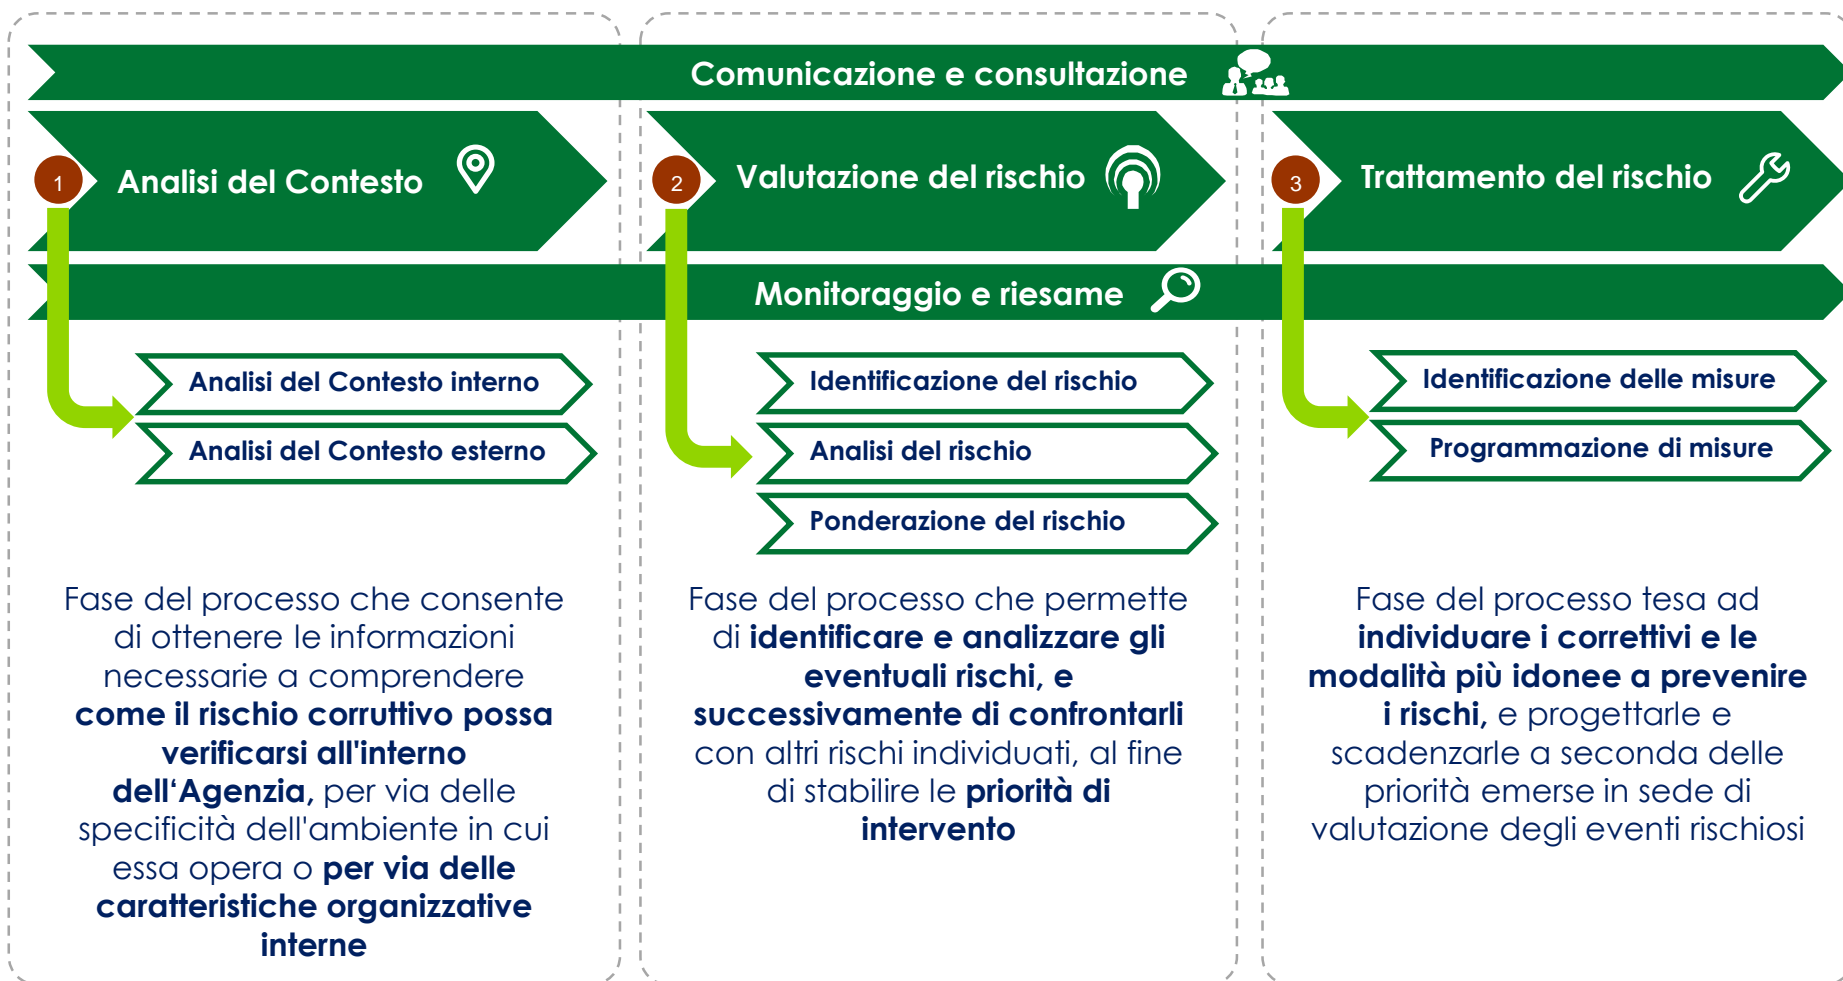 Comunicazione e consultazione
1
Analisi del Contesto
2
Valutazione del rischio
3
Trattamento del rischio
Monitoraggio e riesame
Analisi del Contesto interno
Analisi del Contesto esterno
Identificazione del rischio
Analisi del rischio
Ponderazione del rischio
Identificazione delle misure
Programmazione di misure
Fase del processo che consente
di ottenere le informazioni
necessarie a comprendere
come il rischio corruttivo possa
verificarsi all'interno
dell‘Agenzia, per via delle
specificità dell'ambiente in cui
essa opera o per via delle
caratteristiche organizzative
interne
Fase del processo che permette
di identificare e analizzare gli
eventuali rischi, e
successivamente di confrontarli
con altri rischi individuati, al fine
di stabilire le priorità di
intervento
Fase del processo tesa ad
individuare i correttivi e le
modalità più idonee a prevenire
i rischi, e progettarle e
scadenzarle a seconda delle
priorità emerse in sede di
valutazione degli eventi rischiosi